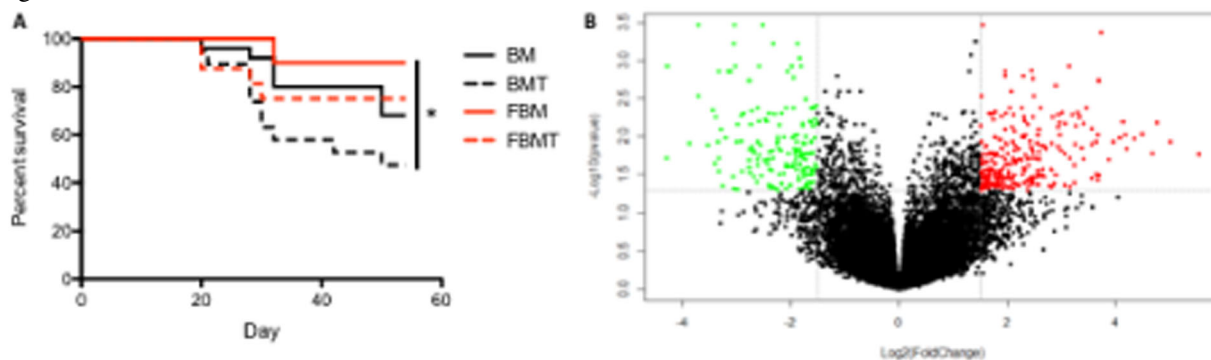 A
Percent survival
100
80
60
40
20
0
0 20 40 60
Day
BM
BMT
FBM
FBMT
*
B
-Log10(pvalue)
3.5
3.0
2.5
2.0
1.5
1.0
0.5
0.0
-4 -2 0 2 4
Log2(FoldChange)